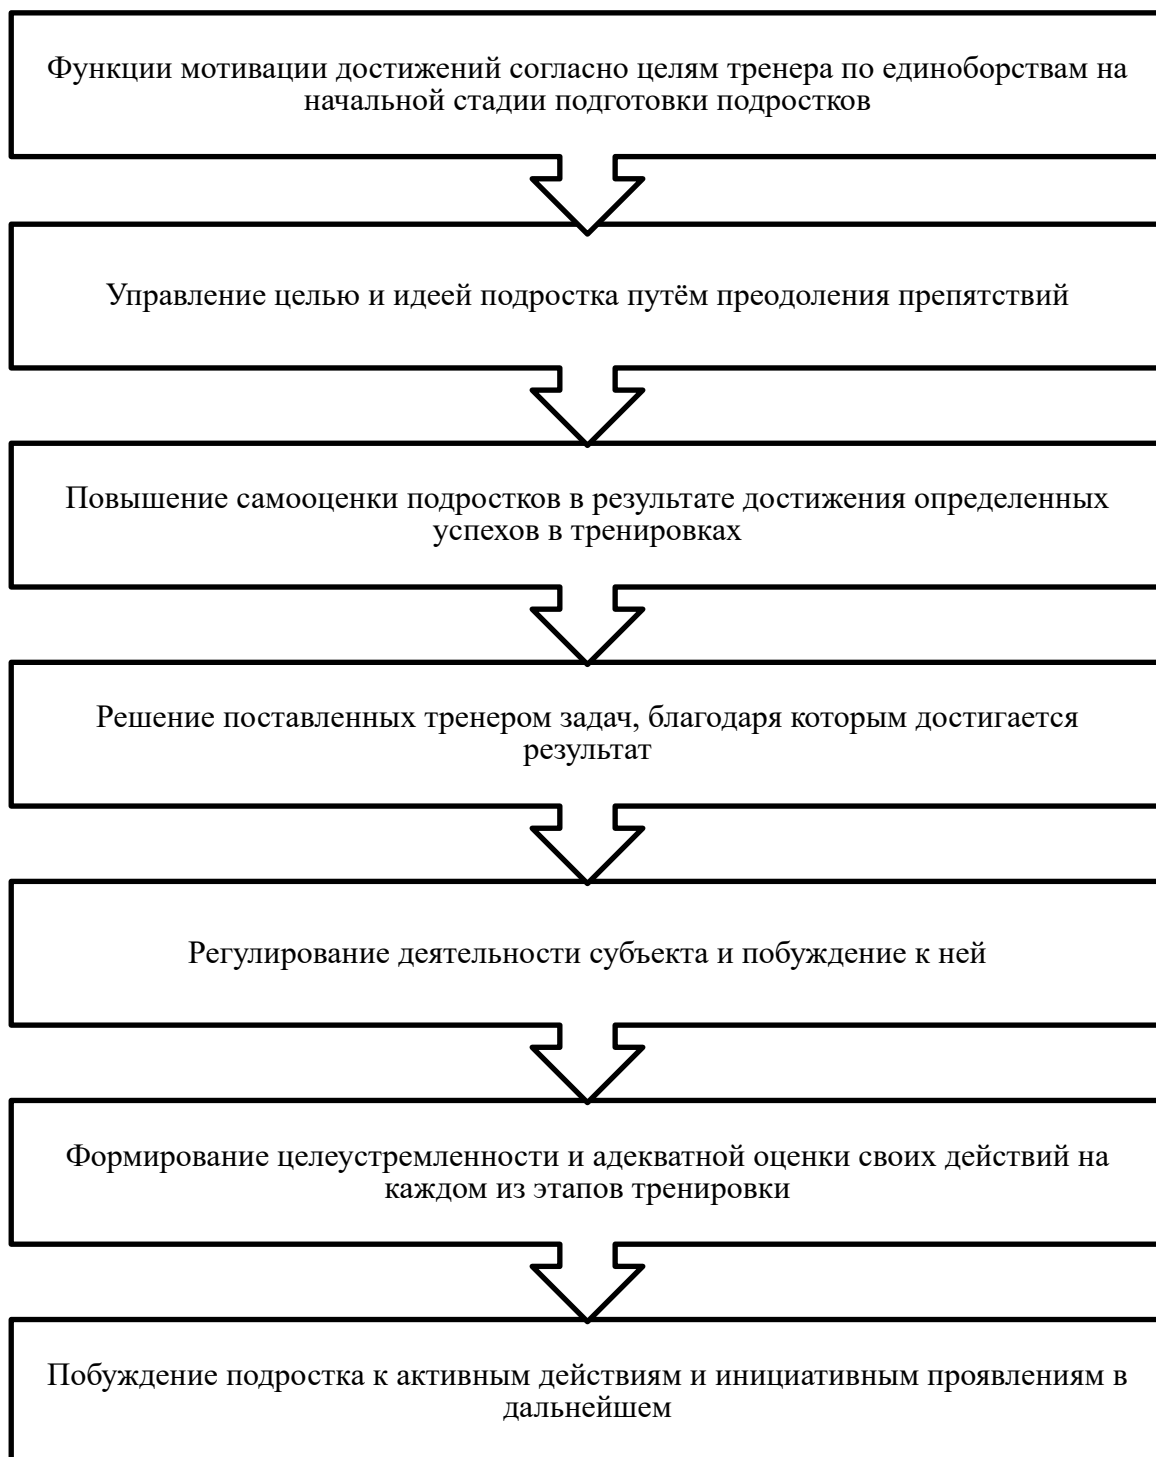 Функции мотивации достижений согласно целям тренера по единоборствам на
начальной стадии подготовки подростков
Управление целью и идеей подростка путём преодоления препятствий
Повышение самооценки подростков в результате достижения определенных
успехов в тренировках
Решение поставленных тренером задач, благодаря которым достигается
результат
Регулирование деятельности субъекта и побуждение к ней
Формирование целеустремленности и адекватной оценки своих действий на
каждом из этапов тренировки
Побуждение подростка к активным действиям и инициативным проявлениям в
дальнейшем